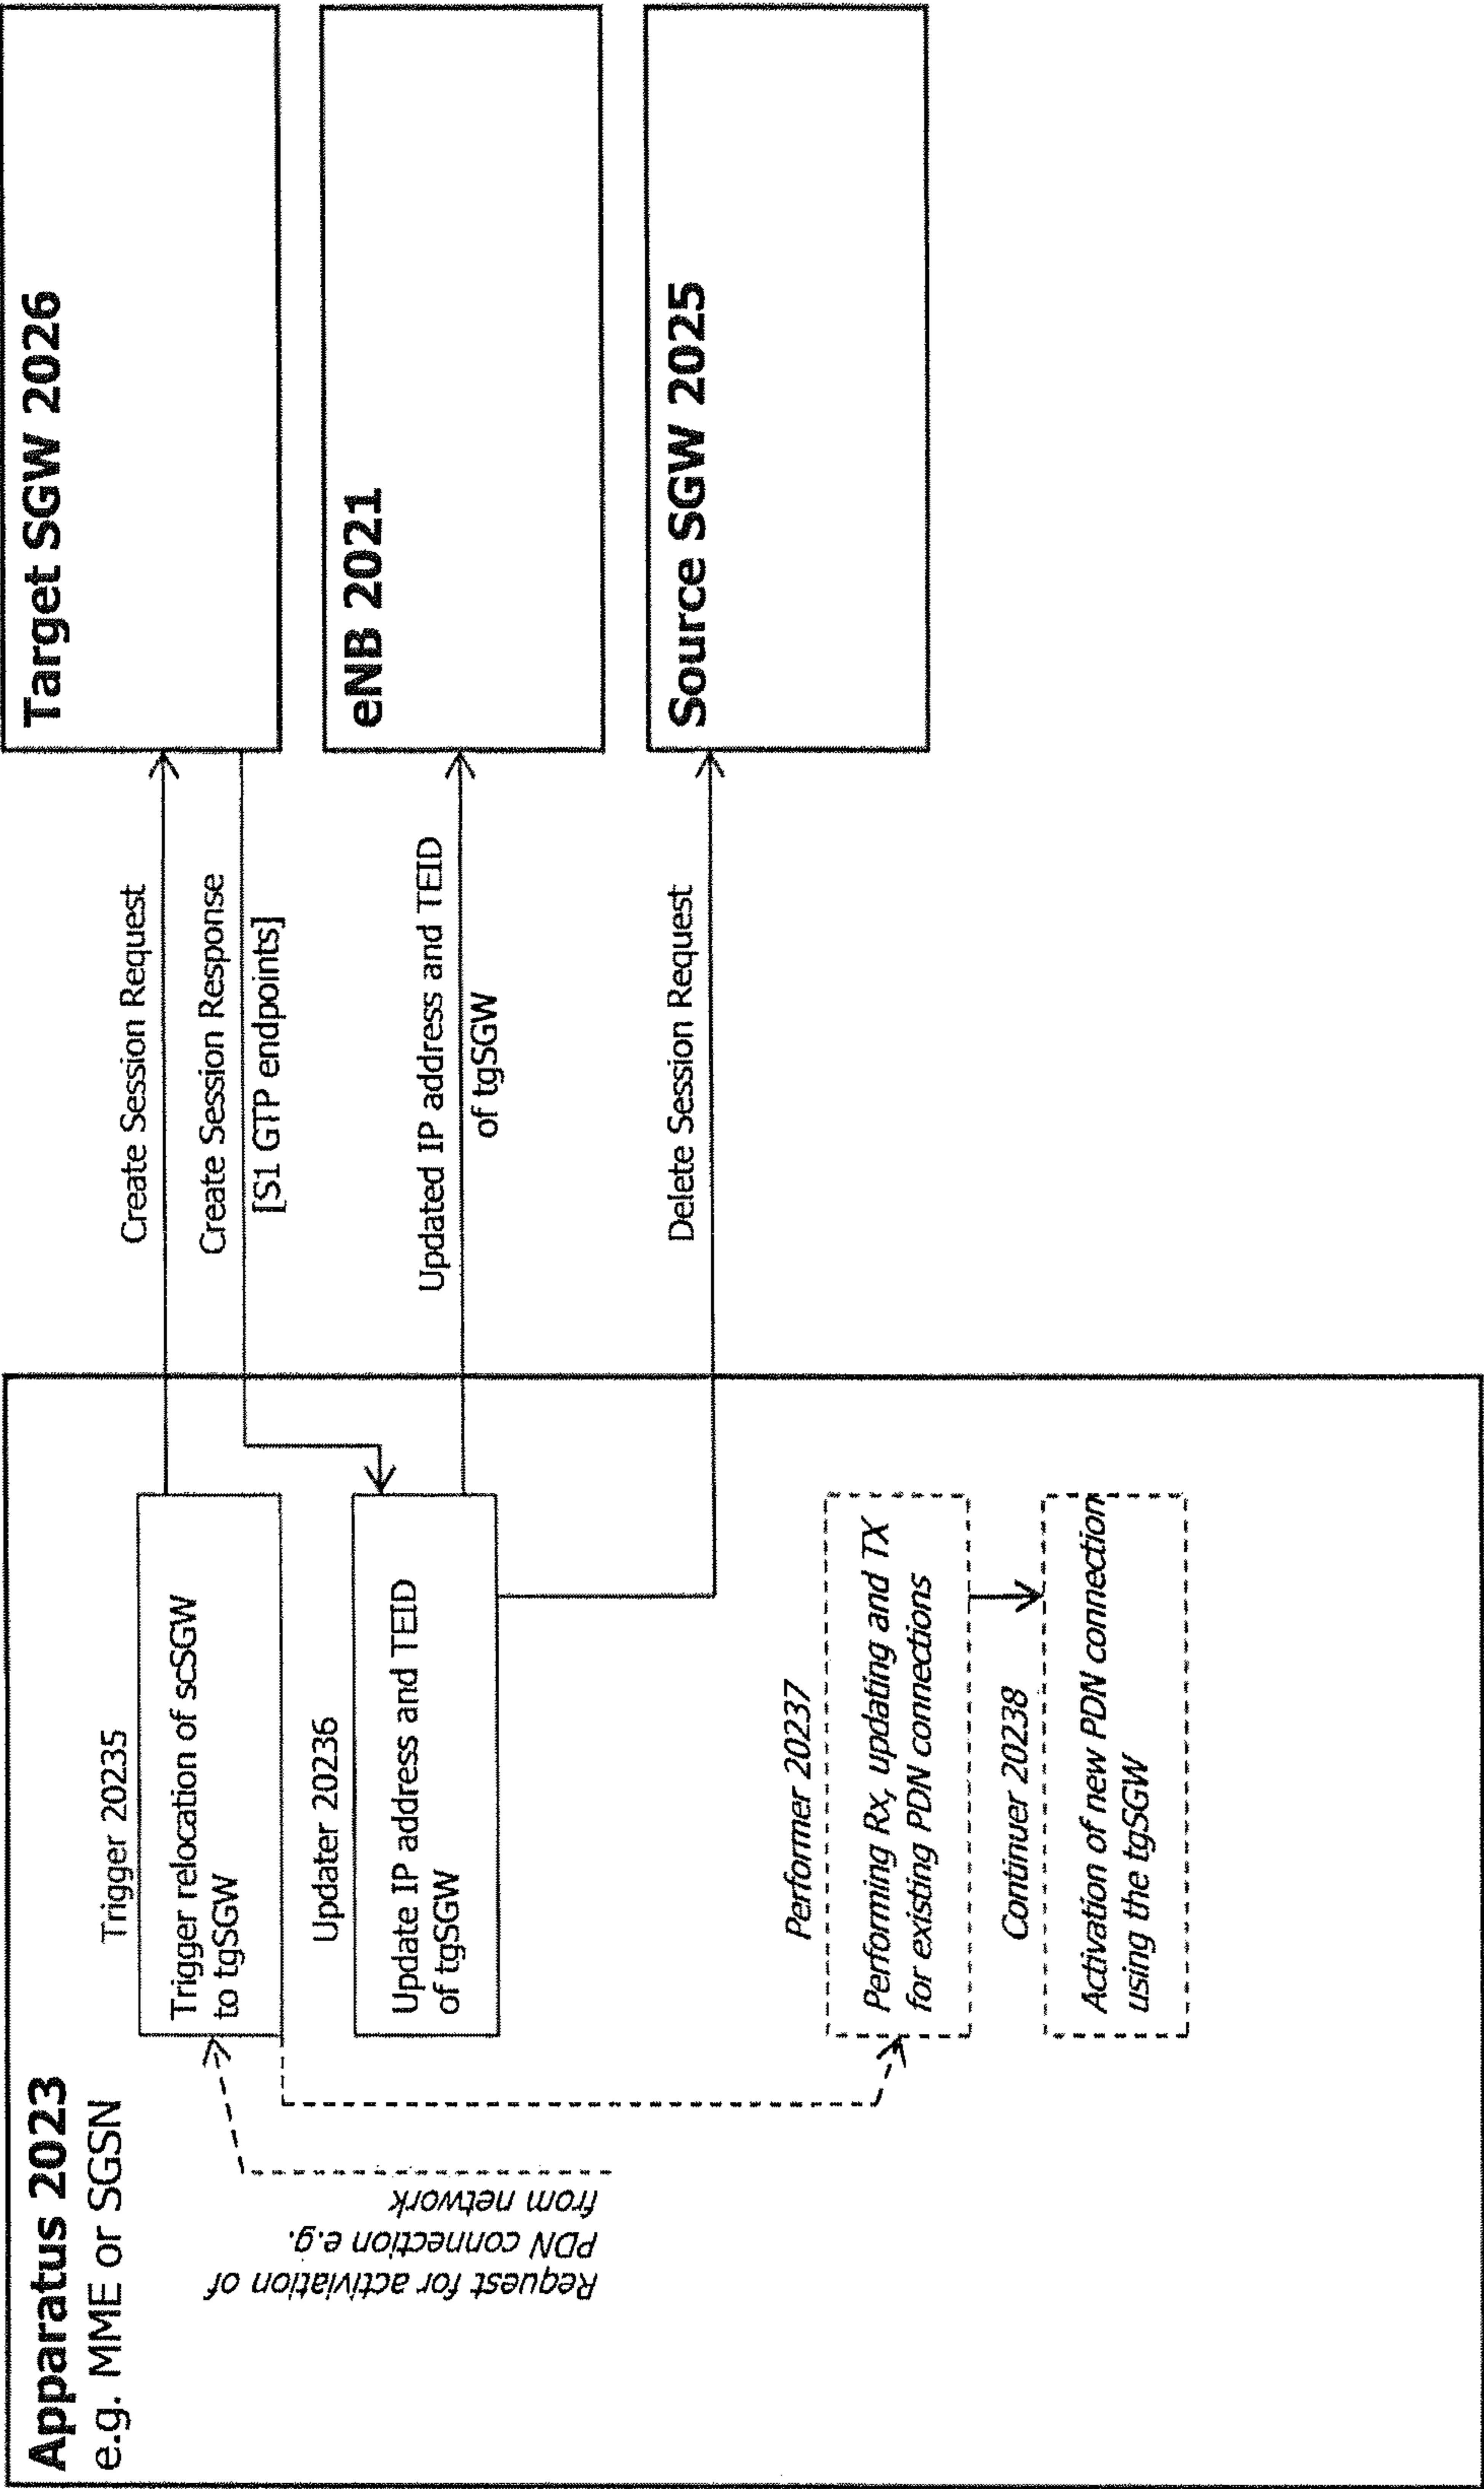 Apparatus 2023
e.g. MME or SGSN
Trigger 20235
Trigger relocation of scSGW
to tgSGW
Updater 20236
Update IP address and TEID
of tgSGW
Request for activiation of
PDN connection e.g.
from network
Performer 20237
Performing Rx, updating and TX
for existing PDN connections
Continuer 20238
Activation of new PDN connection
using the tgSGW
Create Session Request
Create Session Response
[S1 GTP endpoints]
Updated IP address and TEID
of tgSGW
Delete Session Request
Target SGW 2026
eNB 2021
Source SGW 2025